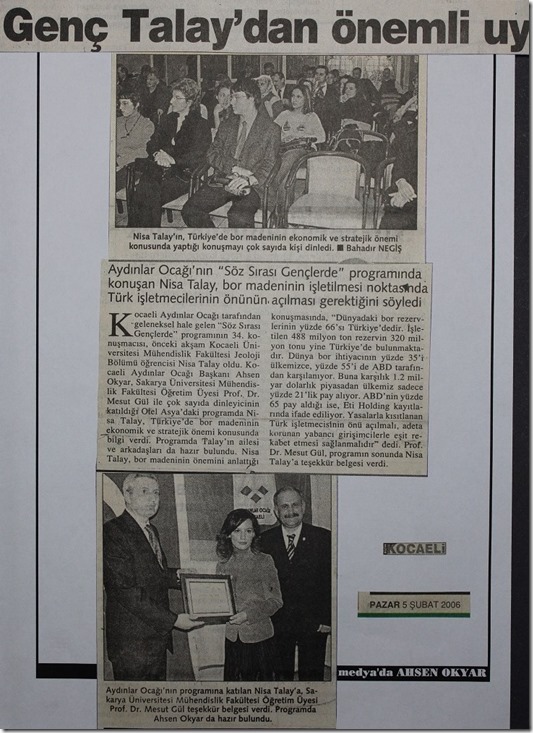 Genç Talay'dan önemli uy
Nisa Talay'ın, Türkiye'de bor madeninin ekonomik ve stratejik önemi
konusunda yaptığı konuşmayı çok sayıda kişi dinledi. ■ Bahadır NEGİŞ
Aydınlar Ocağı'nın "Söz Sırası Gençlerde" programında
konuşan Nisa Talay, bor madeninin işletilmesi noktasında
Türk işletmecilerinin önünün açılması gerektiğini söyledi
Kocaeli Aydınlar Ocağı tarafından
geleneksel hale gelen "Söz Sırası
Gençlerde" programının 34. ko-
nuşmacısı, önceki akşam Kocaeli Üni-
versitesi Mühendislik Fakültesi Jeoloji
Bölümü öğrencisi Nisa Talay oldu. Ko-
caeli Aydınlar Ocağı Başkanı Ahsen
Okyar, Sakarya Üniversitesi Mühendis-
lik Fakültesi Öğretim Üyesi Prof. Dr.
Mesut Gül ile çok sayıda dinleyicinin
katıldığı Ofel Asya'daki programda Ni-
sa Talay, Türkiye'de bor madeninin
ekonomik ve stratejik önemi konusunda
bilgi verdi. Programda Talay'ın ailesi
ve arkadaşları da hazır bulundu. Nisa
Talay, bor madeninin önemini anlattığı
konuşmasında, "Dünyadaki bor rezerv-
lerinin yüzde 66'sı Türkiye'dedir. İşle-
tilen 488 milyon ton rezervin 320 mil-
yon tonu yine Türkiye'de bulunmakta-
dır. Dünya bor ihtiyacının yüzde 35'i
ülkemizce, yüzde 55'i de ABD tarafın-
dan karşılanıyor. Buna karşılık 1.2 mil-
yar dolarlık piyasadan ülkemiz sadece
yüzde 21'lik pay alıyor. ABD'nin yüzde
65 pay aldığı ise, Eti Holding kayıtla-
rında ifade ediliyor. Yasalarla kısıtlanan
Türk işletmecisinin önü açılmalı, adeta
korunan yabancı girişimcilerle eşit re-
kabet etmesi sağlanmalıdır" dedi. Prof.
Dr. Mesut Gül, programın sonunda Nisa
Talay'a teşekkür belgesi verdi.
KOCAELİ
PAZAR 5 ŞUBAT 2006
medya'da AHSEN OKYAR
Aydınlar Ocağı'nın programına katılan Nisa Talay'a, Sa-
karya Üniversitesi Mühendislik Fakültesi Öğretim Üyesi
Prof. Dr. Mesut Gül teşekkür belgesi verdi. Programda
Ahsen Okyar da hazır bulundu.